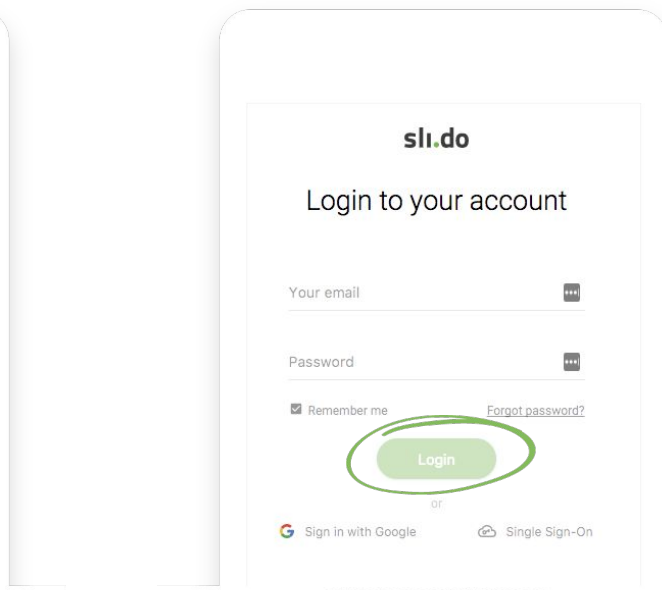 slı.do
Login to your account
Your email
Password
Remember me
Forgot password?
Login
or
Sign in with Google
Single Sign-On